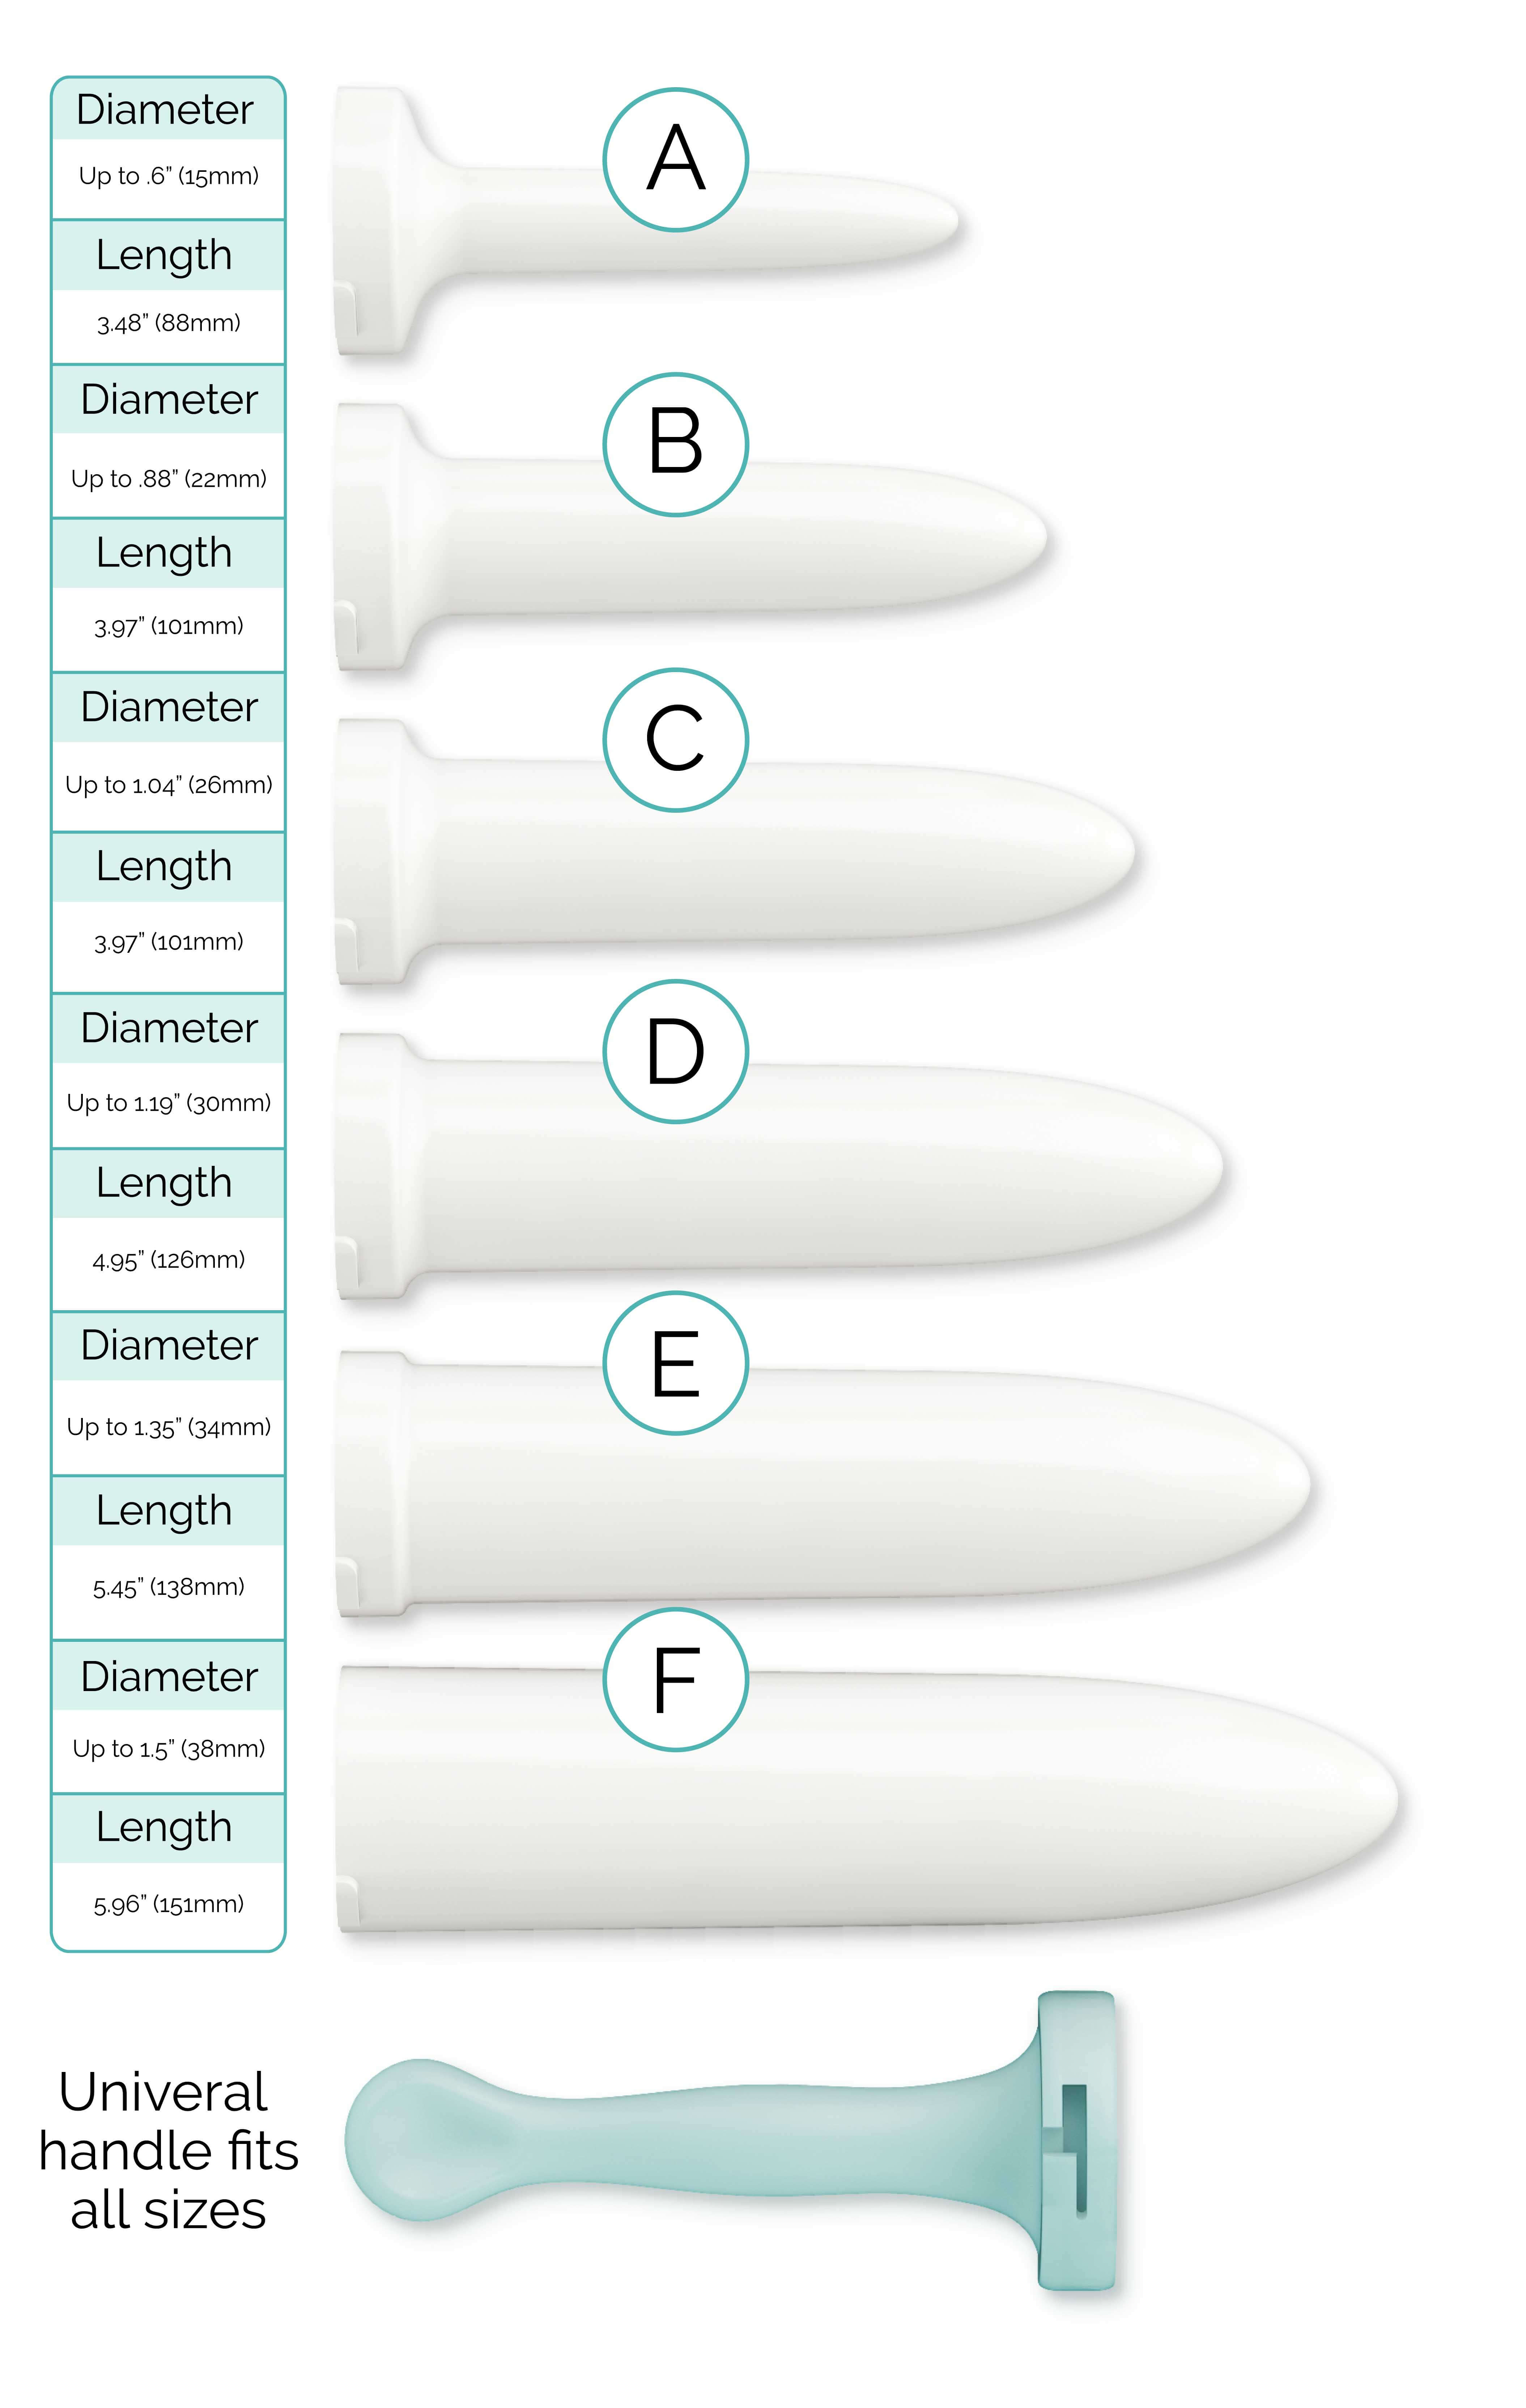 Diameter
Up to .6” (15mm)
A
Length
3.48” (88mm)
Diameter
Up to .88” (22mm)
B
Length
3.97” (101mm)
Diameter
Up to 1.04” (26mm)
C
Length
3.97” (101mm)
Diameter
Up to 1.19” (30mm)
D
Length
4.95” (126mm)
Diameter
Up to 1.35” (34mm)
E
Length
5.45” (138mm)
Diameter
Up to 1.5” (38mm)
F
Length
5.96” (151mm)
Univeral
handle fits
all sizes